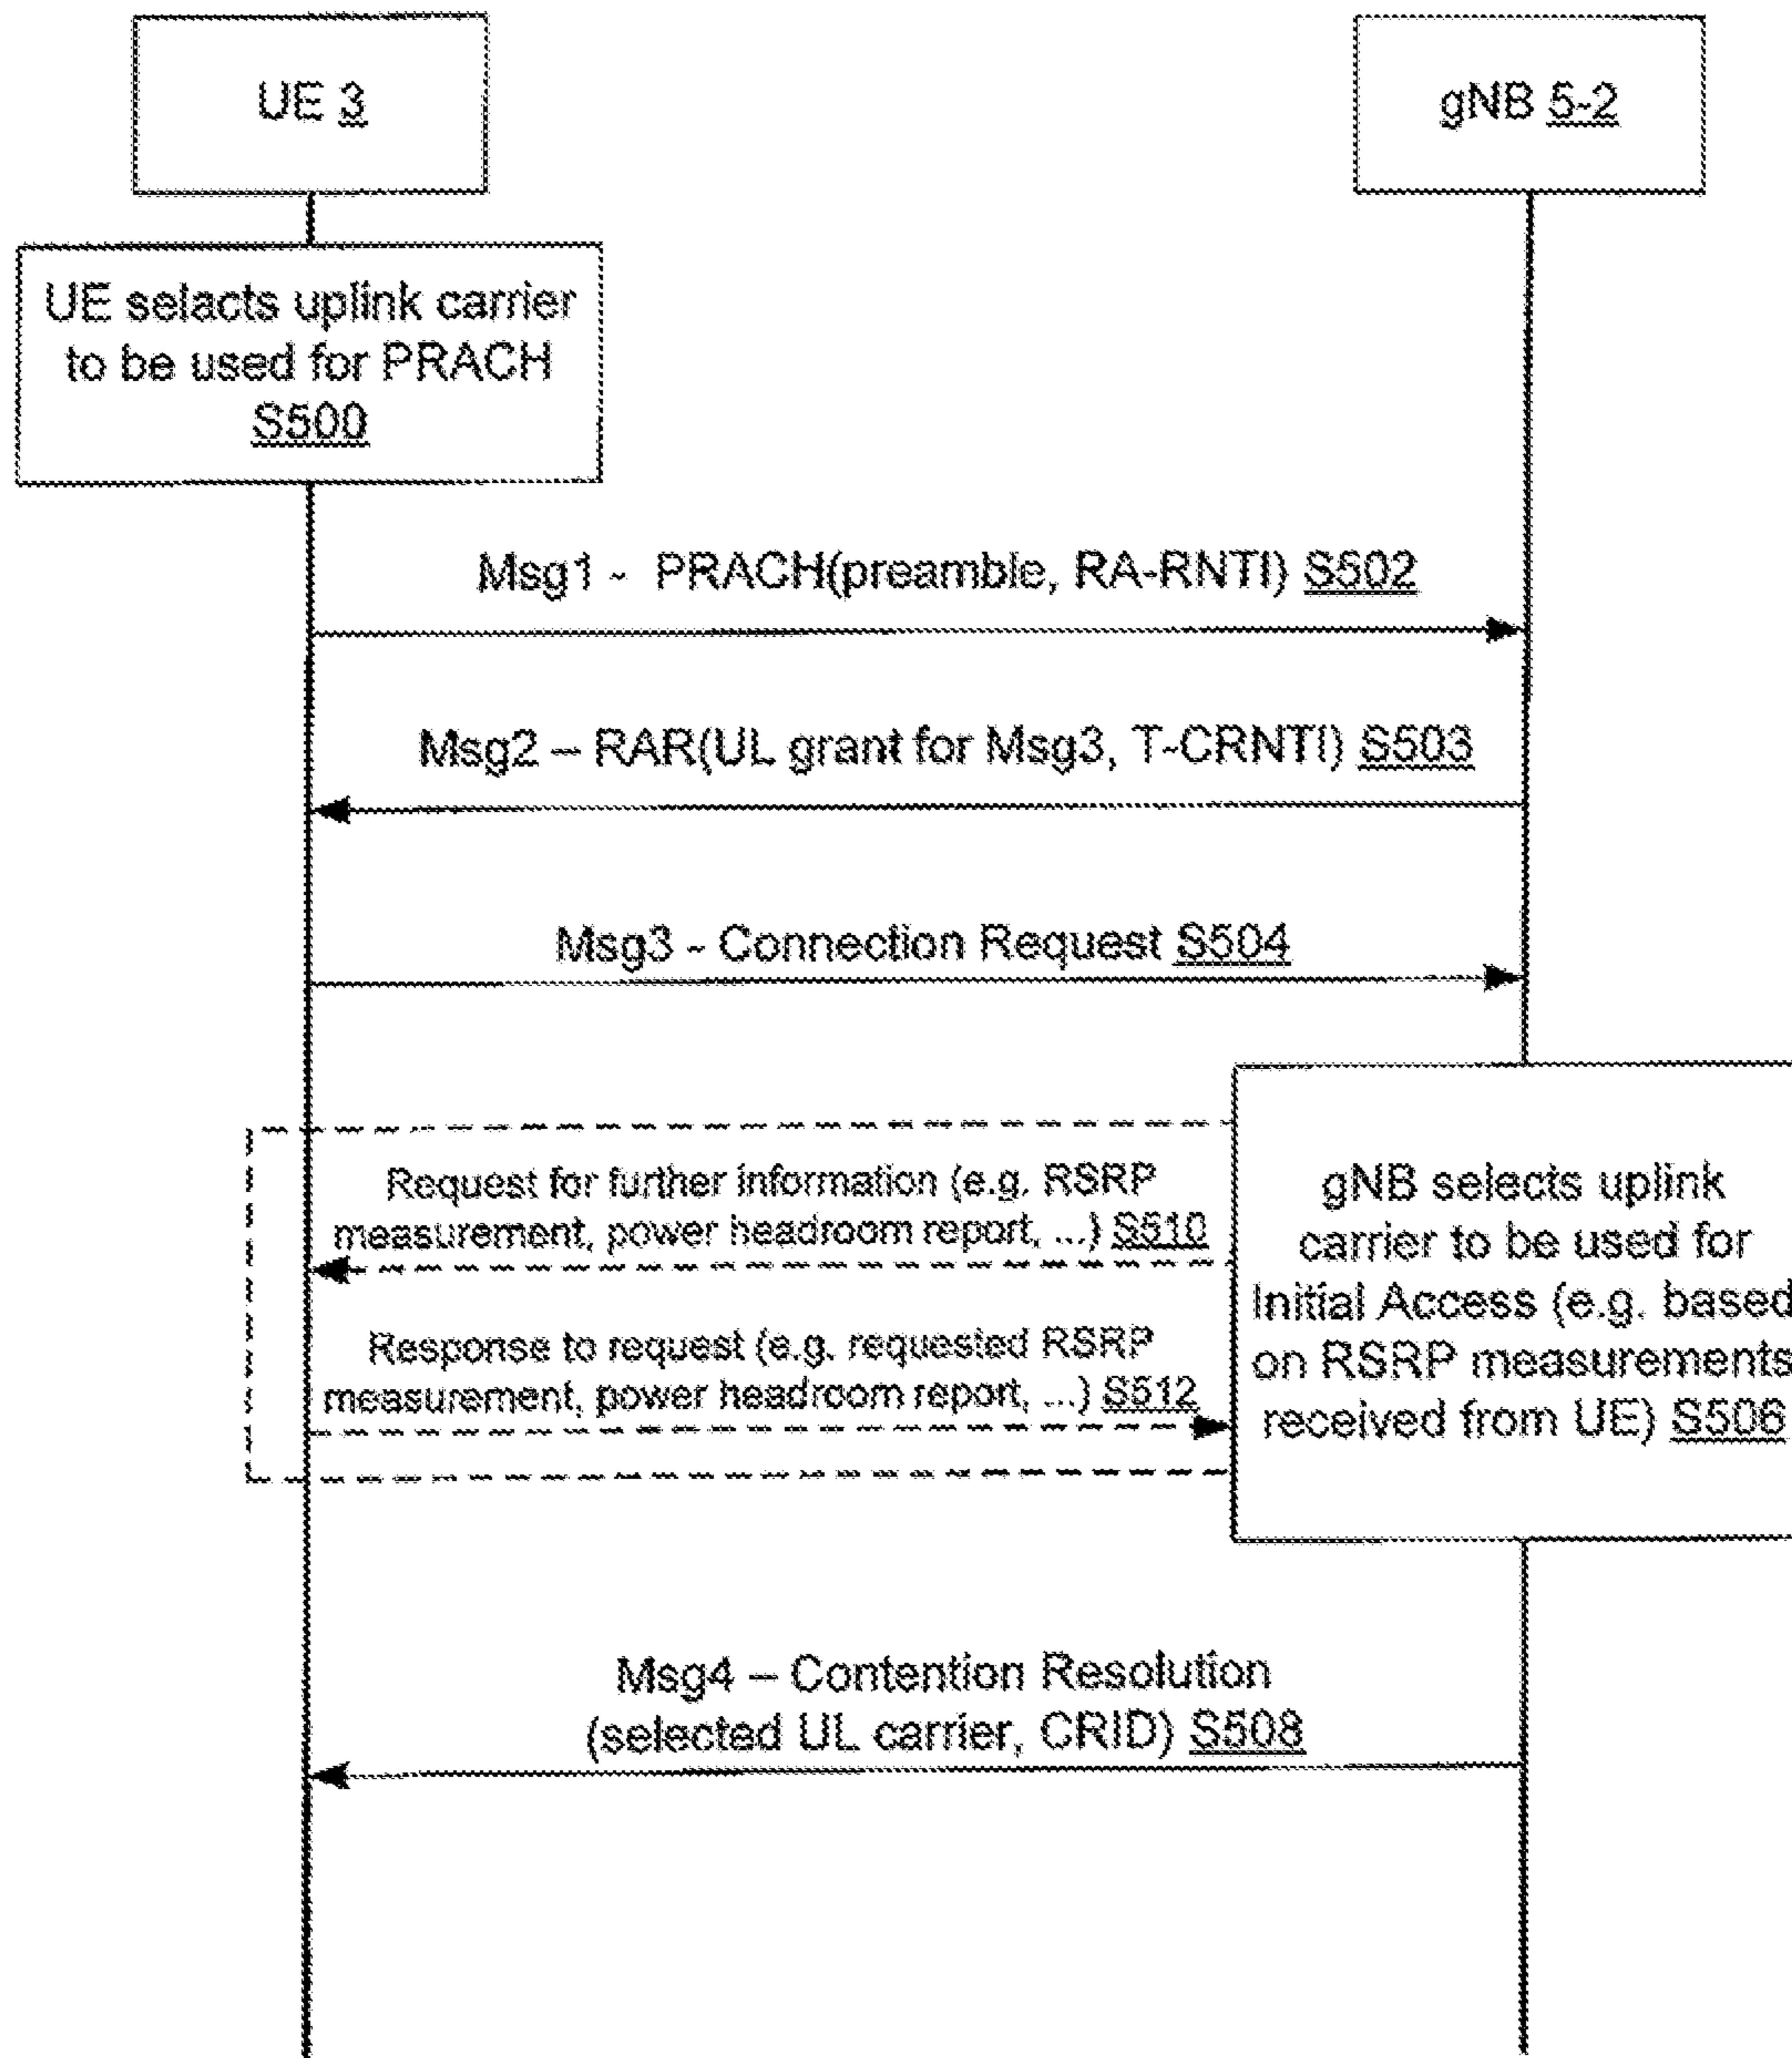 UE 3
gNB 5-2
UE selacts uplink carrier
to be used for PRACH
S500
Msg1 - PRACH(preamble, RA-RNTI) S502
Msg2 – RAR(UL grant for Msg3, T-CRNTI) S503
Msg3 - Connection Request S504
Request for further information (e.g. RSRP
measurement, power headroom report, ...) S510
Response to request (e.g. requested RSRP
measurement, power headroom report, ...) S512
gNB selects uplink
carrier to be used for
Initial Access (e.g. based
on RSRP measurements
received from UE) S506
Msg4 – Contention Resolution
(selected UL carrier, CRID) S508